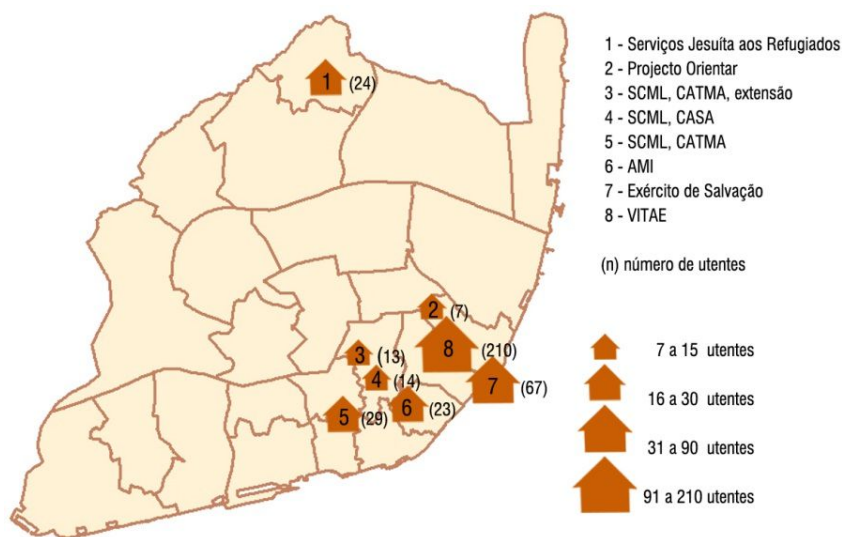 1 (24)
2 (7)
8 (210)
3 (13)
7 (67)
4 (14)
6 (23)
5 (29)
1 - Serviços Jesuíta aos Refugiados
2 - Projecto Orientar
3 - SCML, CATMA, extensão
4 - SCML, CASA
5 - SCML, CATMA
6 - AMI
7 - Exército de Salvação
8 - VITAE
(n) número de utentes
7 a 15 utentes
16 a 30 utentes
31 a 90 utentes
91 a 210 utentes